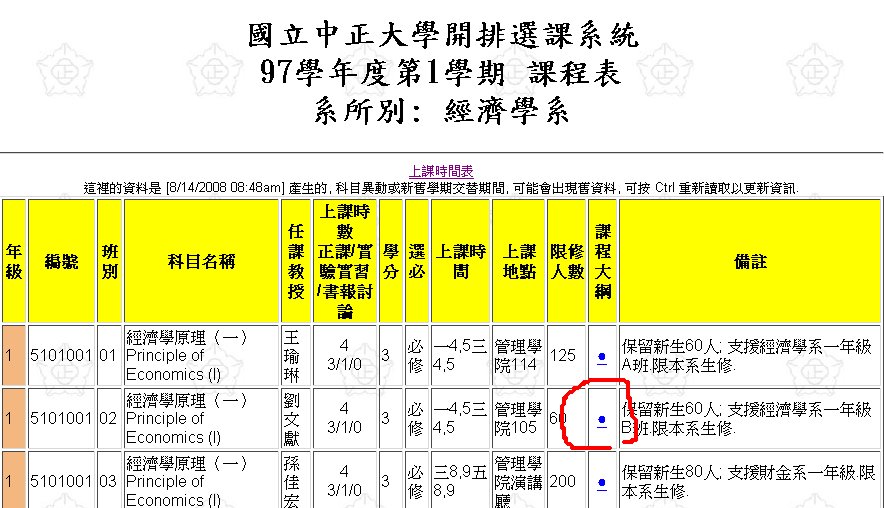 國立中正大學開排選課系統
97學年度第1學期 課程表
系所別: 經濟學系
上課時間表
這裡的資料是 [8/14/2008 08:48am] 產生的, 科目異動或新舊學期交替期間, 可能會出現舊資料, 可按 Ctrl 重新讀取以更新資訊.
年級 編號 班別 科目名稱 任課教授 上課時數 正課/實驗實習/書報討論 學分 選必 上課時間 上課地點 限修人數 課程大綱 備註
1 5101001 01 經濟學原理（一） Principle of Economics (I) 王瑜琳 4 3/1/0 3 必修 一4,5三4,5 管理學院114 125 ● 保留新生60人; 支援經濟學系一年級A班.限本系生修.
1 5101001 02 經濟學原理（一） Principle of Economics (I) 劉文獻 4 3/1/0 3 必修 一4,5三4,5 管理學院105 60 ● 保留新生60人; 支援經濟學系一年級B班.限本系生修.
1 5101001 03 經濟學原理（一） Principle of Economics (I) 孫佳宏 4 3/1/0 3 必修 三8,9五8,9 管理學院演講廳 200 ● 保留新生80人; 支援財金系一年級.限本系生修.